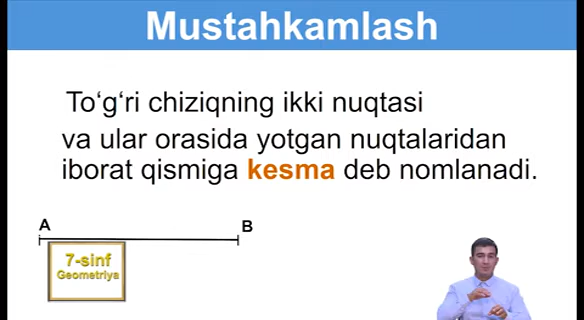 Mustahkamlash
To‘g‘ri chiziqning ikki nuqtasi
va ular orasida yotgan nuqtalaridan
iborat qismiga kesma deb nomlanadi.
A B
7-sinf
Geometriya